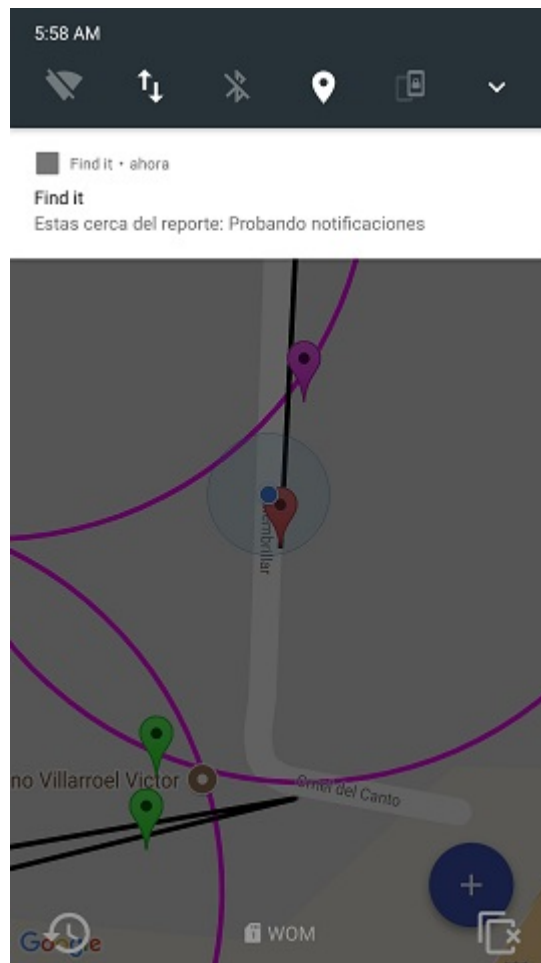 5:58 AM
Find it • ahora
Find it
Estas cerca del reporte: Probando notificaciones
no Villarroel Victor
del Canto
Google
WOM